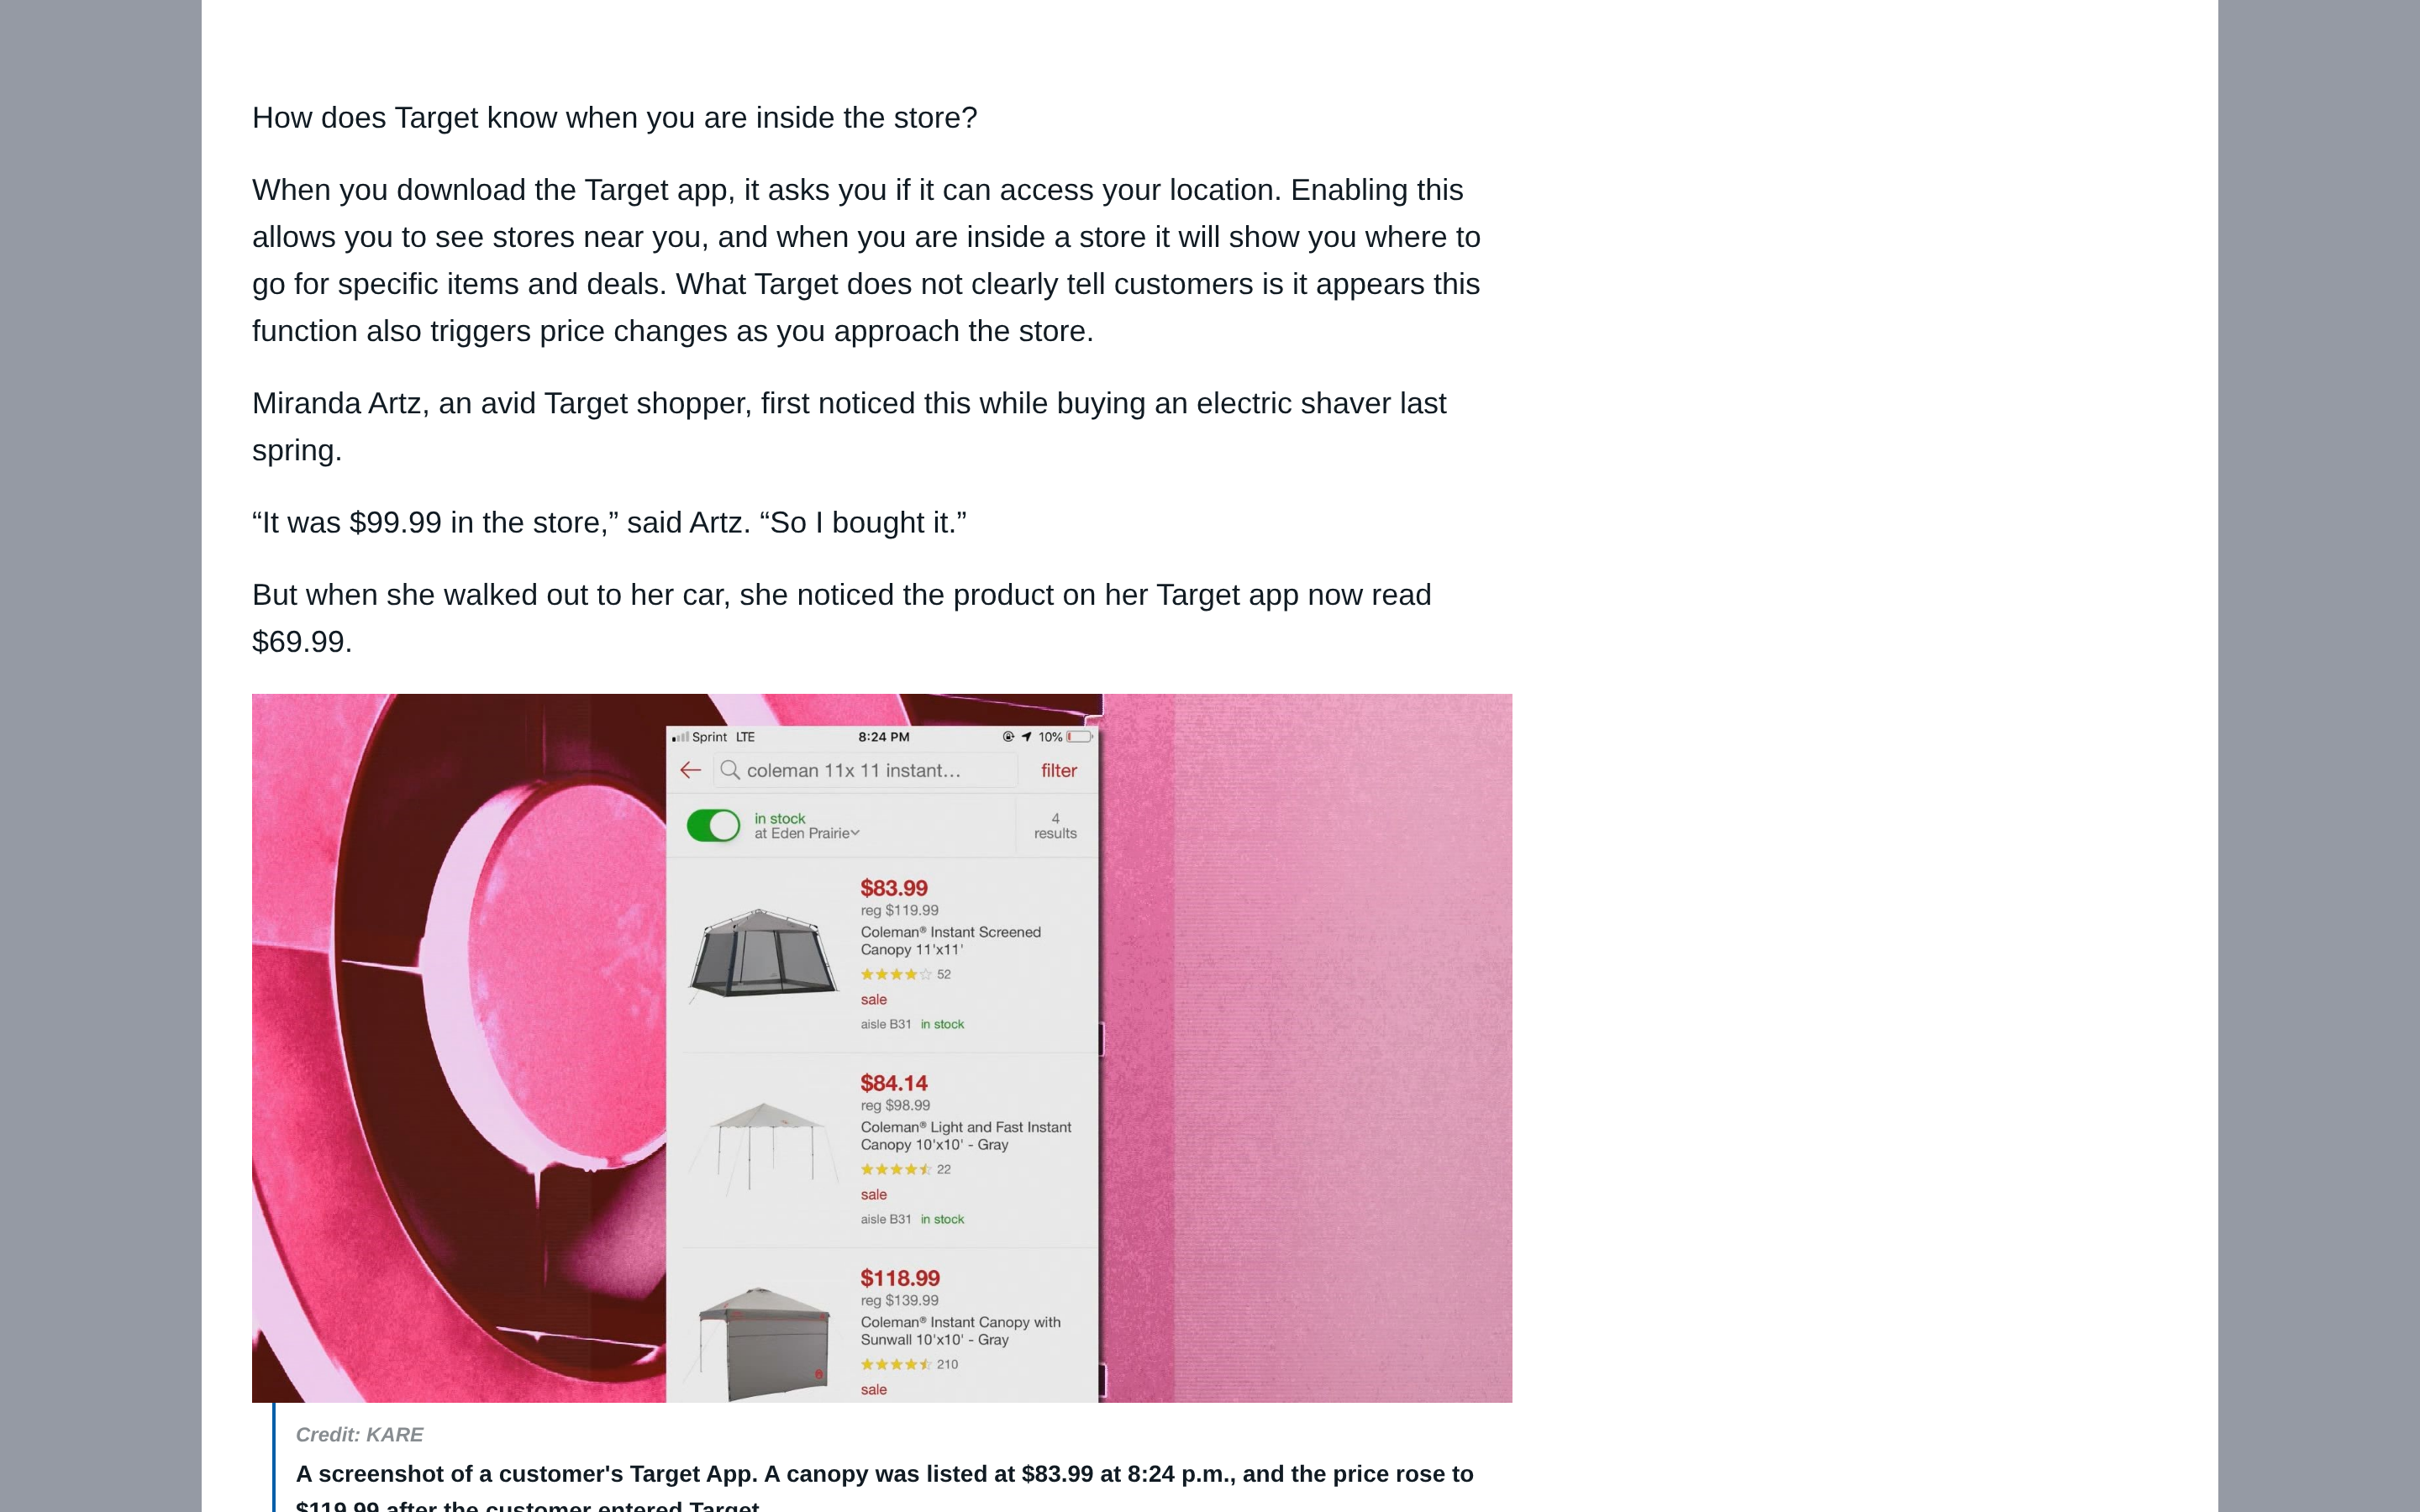 How does Target know when you are inside the store?
When you download the Target app, it asks you if it can access your location. Enabling this
allows you to see stores near you, and when you are inside a store it will show you where to
go for specific items and deals. What Target does not clearly tell customers is it appears this
function also triggers price changes as you approach the store.
Miranda Artz, an avid Target shopper, first noticed this while buying an electric shaver last
spring.
“It was $99.99 in the store,” said Artz. “So I bought it.”
But when she walked out to her car, she noticed the product on her Target app now read
$69.99.
Sprint LTE 8:24 PM 10%
coleman 11x 11 instant... filter
in stock
at Eden Prairie
4
results
$83.99
reg $119.99
Coleman® Instant Screened
Canopy 11'x11'
52
sale
aisle B31 in stock
$84.14
reg $98.99
Coleman® Light and Fast Instant
Canopy 10'x10' - Gray
22
sale
aisle B31 in stock
$118.99
reg $139.99
Coleman® Instant Canopy with
Sunwall 10'x10' - Gray
210
sale
Credit: KARE
A screenshot of a customer's Target App. A canopy was listed at $83.99 at 8:24 p.m., and the price rose to
$119.99 after the customer entered Target